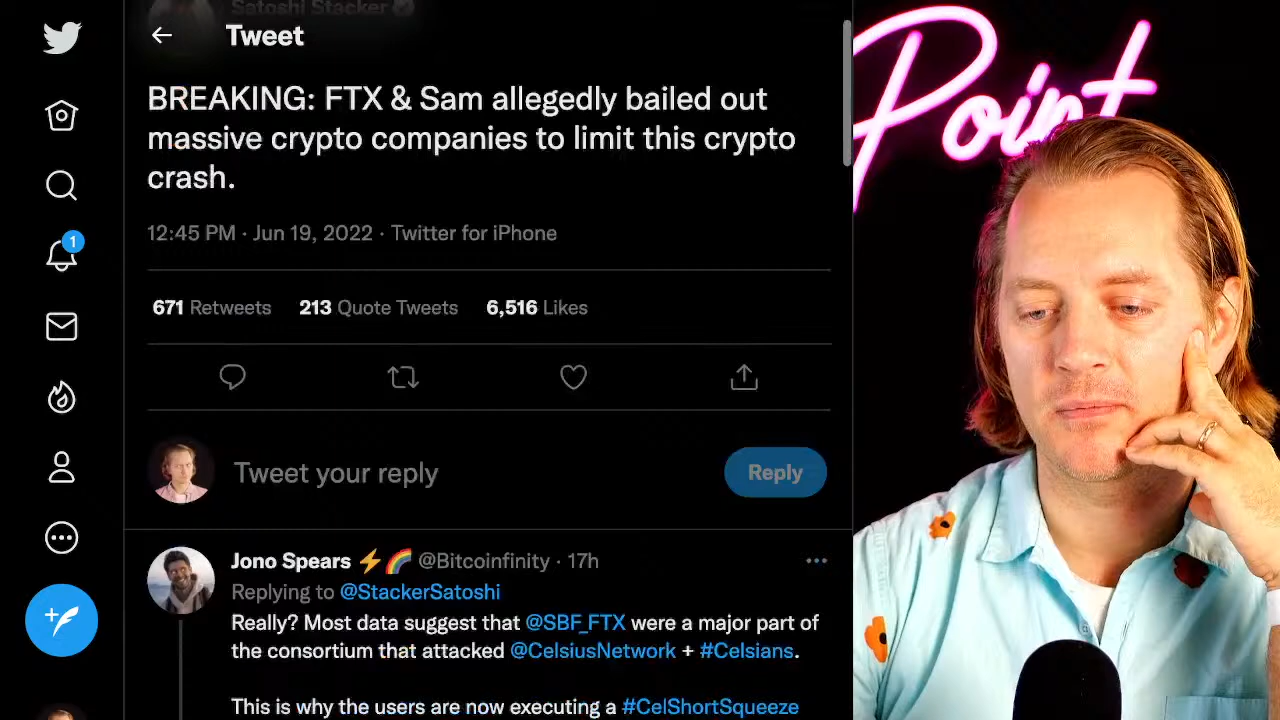 Satoshi Stacker
Tweet
BREAKING: FTX & Sam allegedly bailed out
massive crypto companies to limit this crypto
crash.
12:45 PM · Jun 19, 2022 · Twitter for iPhone
671 Retweets 213 Quote Tweets 6,516 Likes
Tweet your reply
Reply
Jono Spears ⚡🌈 @Bitcoinfinity · 17h
Replying to @StackerSatoshi
Really? Most data suggest that @SBF_FTX were a major part of
the consortium that attacked @CelsiusNetwork + #Celsians.
This is why the users are now executing a #CelShortSqueeze
1
Point